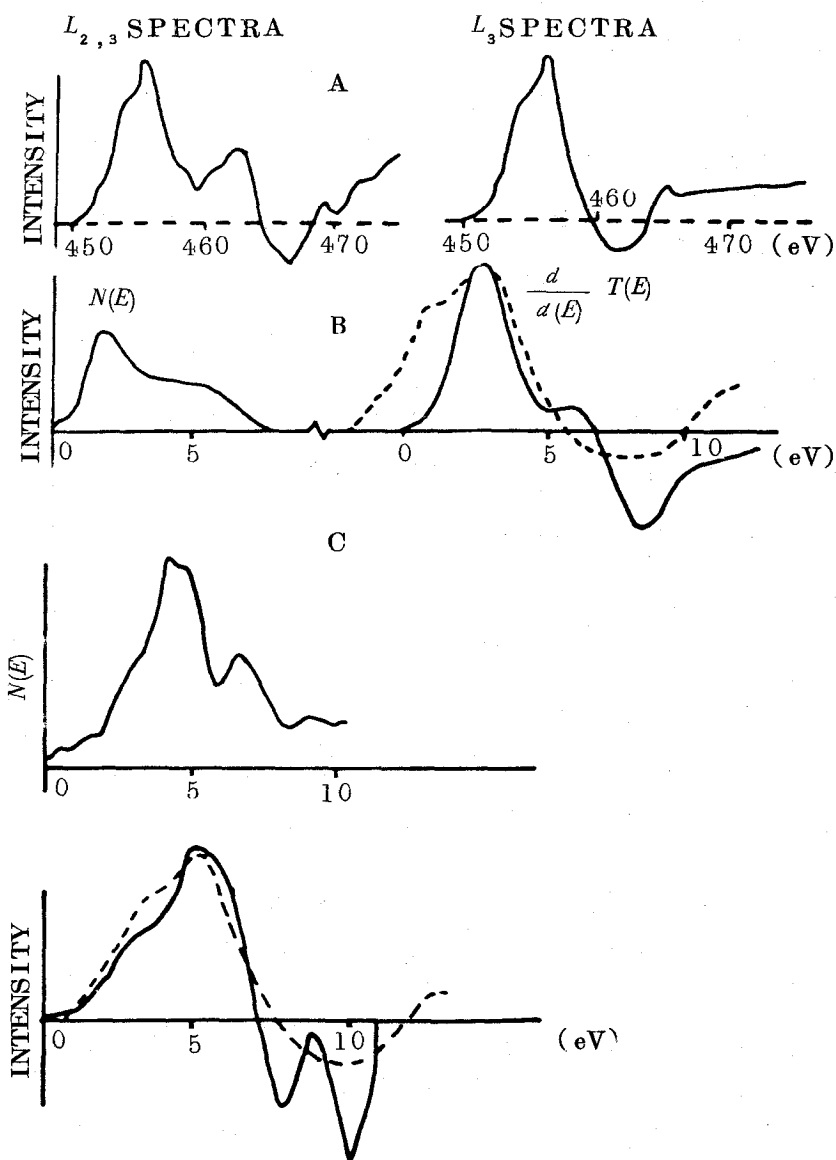 L₂,₃ SPECTRA
L₃ SPECTRA
A
INTENSITY
450
460
470
450
460
470
(eV)
N(E)
B
d/d(E) T(E)
INTENSITY
0
5
0
5
10
(eV)
C
N(E)
0
5
10
INTENSITY
0
5
10
(eV)